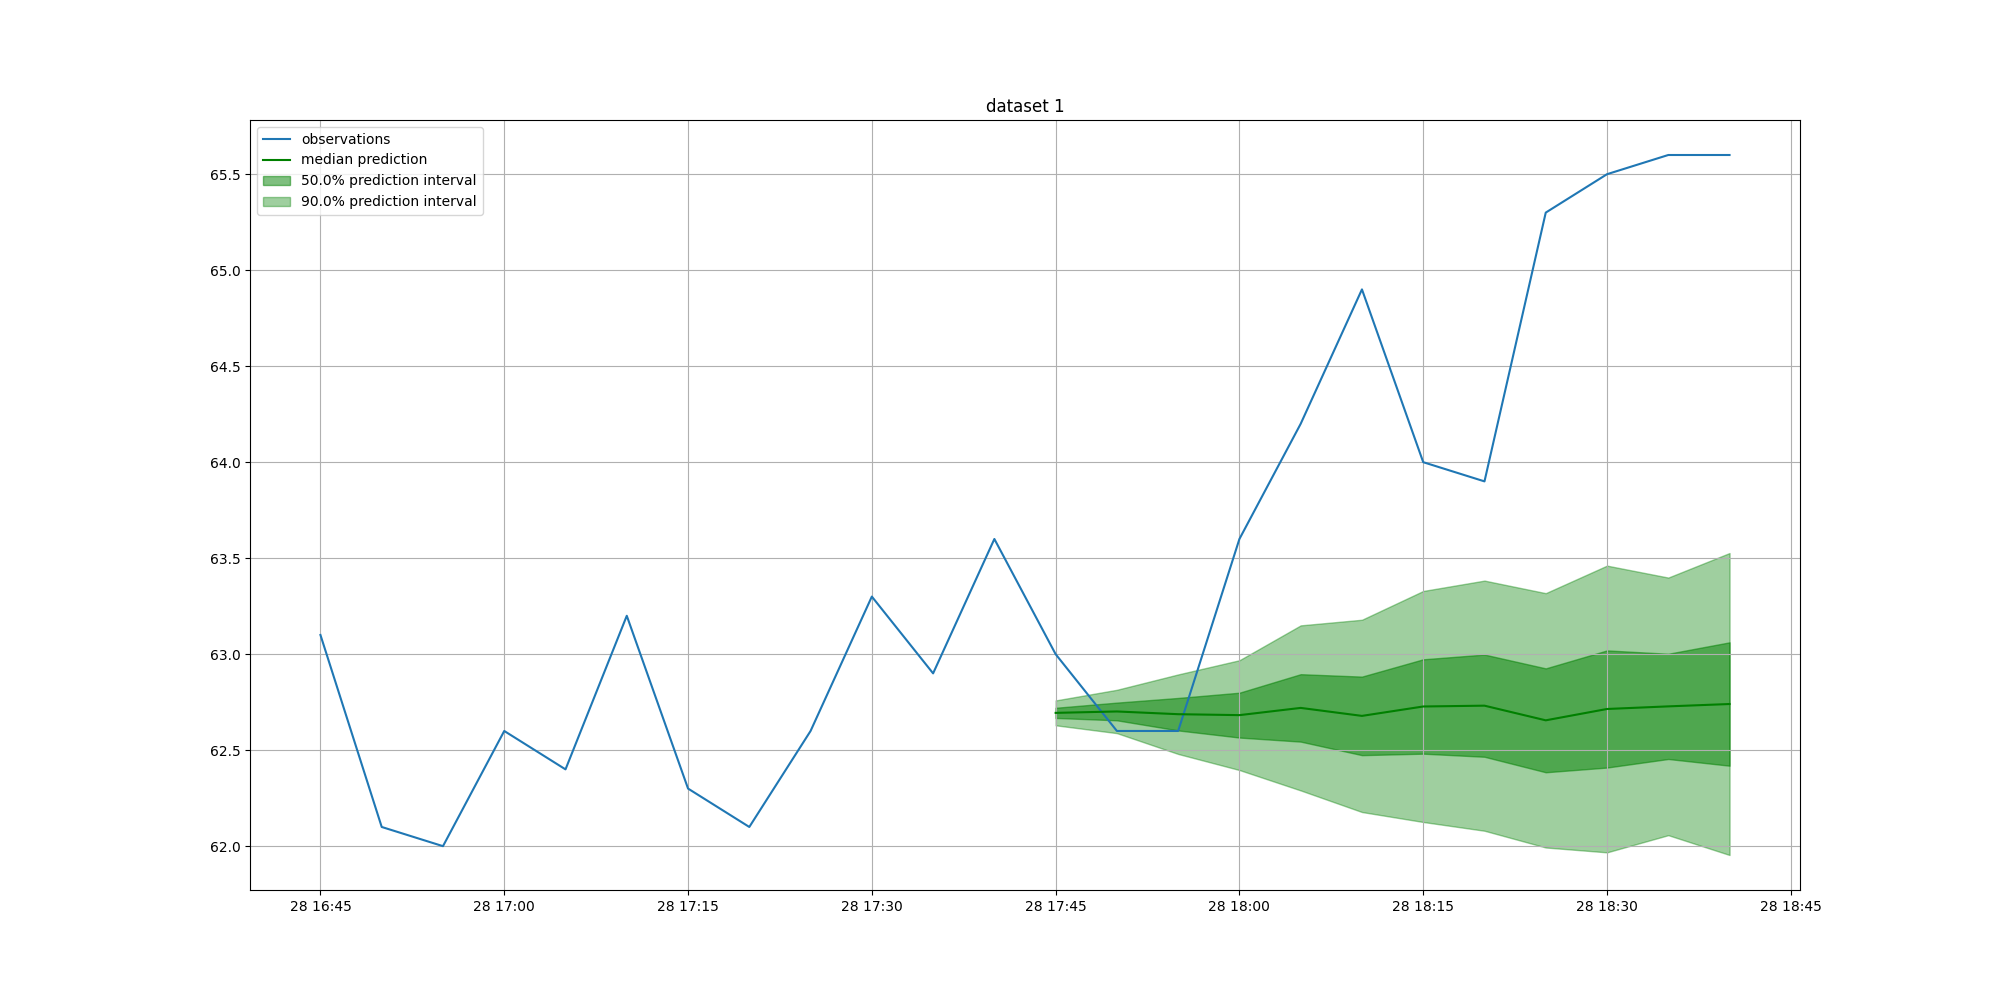 dataset 1
observations
median prediction
50.0% prediction interval
90.0% prediction interval
65.5
65.0
64.5
64.0
63.5
63.0
62.5
62.0
28 16:45 28 17:00 28 17:15 28 17:30 28 17:45 28 18:00 28 18:15 28 18:30 28 18:45